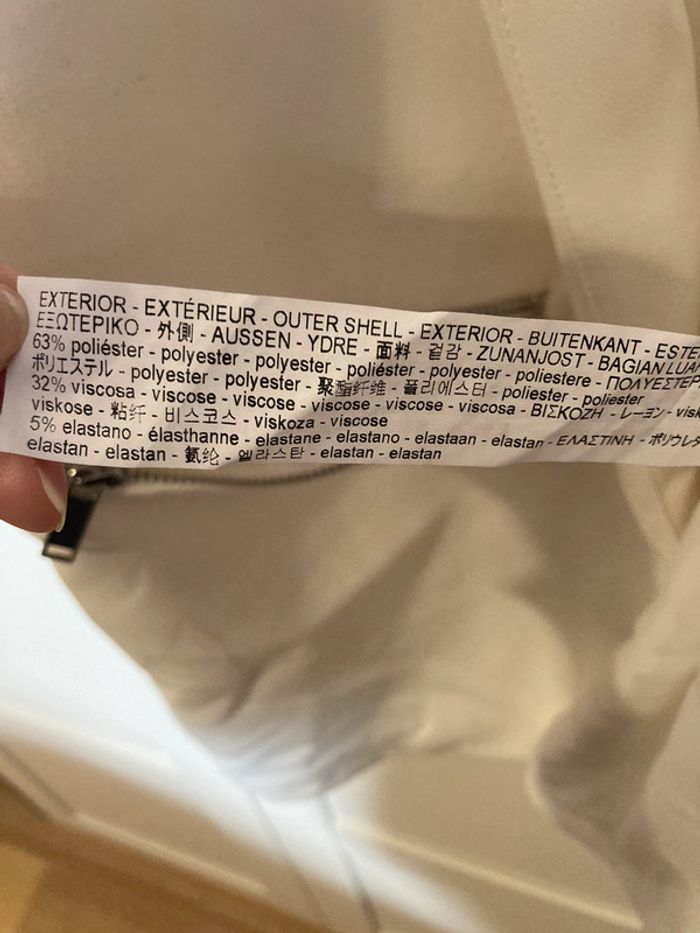 EXTERIOR - EXTÉRIEUR - OUTER SHELL - EXTERIOR - BUITENKANT - ESTE
ΕΞΩΤΕΡΙΚΟ - 外側 - AUSSEN - YDRE - 面料 - 겉감 - ZUNANJOST - BAGIAN LUAR
63% poliéster - polyester - polyester - poliéster - polyester - poliestere - ΠΟΛΥΕΣΤΕΡ
ポリエステル - polyester - polyester - 聚酯纤维 - 폴리에스터 - poliester - poliester
32% viscosa - viscose - viscose - viscose - viscose - viscosa - ΒΙΣΚΟΖΗ - レーヨン - visk
viskose - 粘纤 - 비스코스 - viskoza - viscose
5% elastano - élasthanne - elastane - elastano - elastaan - elastan - ΕΛΑΣΤΙΝΗ - ポリウレタ
elastan - elastan - 氨纶 - 엘라스탄 - elastan - elastan